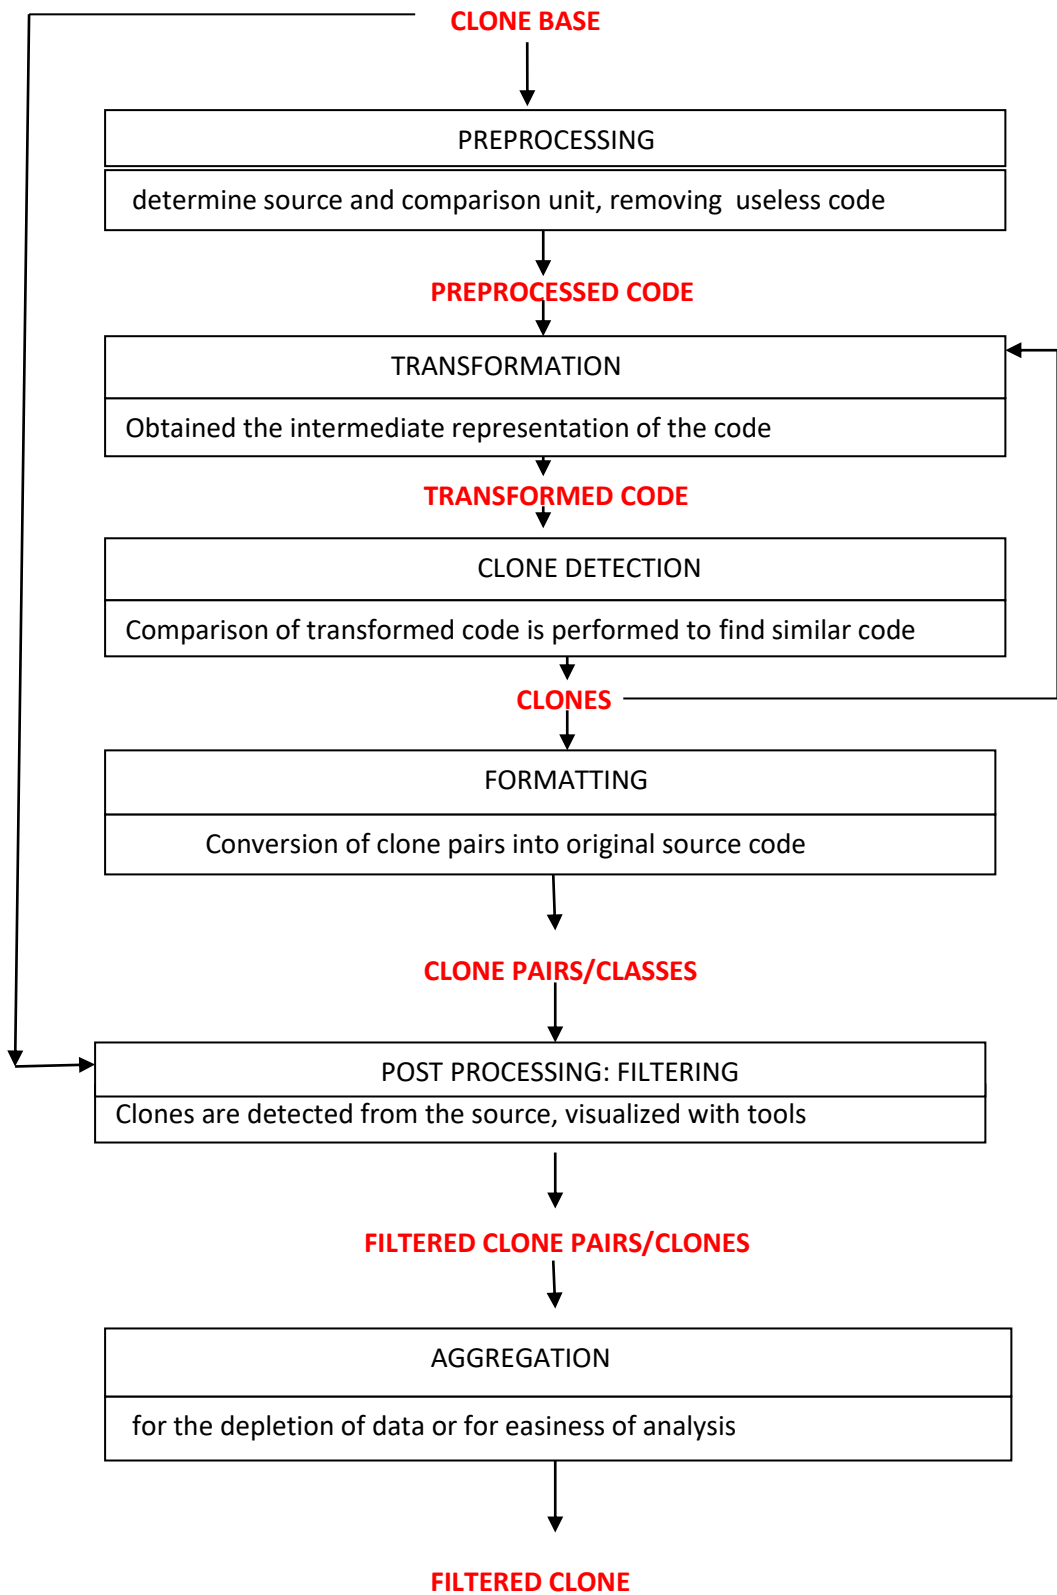 CLONE BASE
PREPROCESSING
determine source and comparison unit, removing  useless code
PREPROCESSED CODE
TRANSFORMATION
Obtained the intermediate representation of the code
TRANSFORMED CODE
CLONE DETECTION
Comparison of transformed code is performed to find similar code
CLONES
FORMATTING
Conversion of clone pairs into original source code
CLONE PAIRS/CLASSES
POST PROCESSING: FILTERING
Clones are detected from the source, visualized with tools
FILTERED CLONE PAIRS/CLONES
AGGREGATION
for the depletion of data or for easiness of analysis
FILTERED CLONE